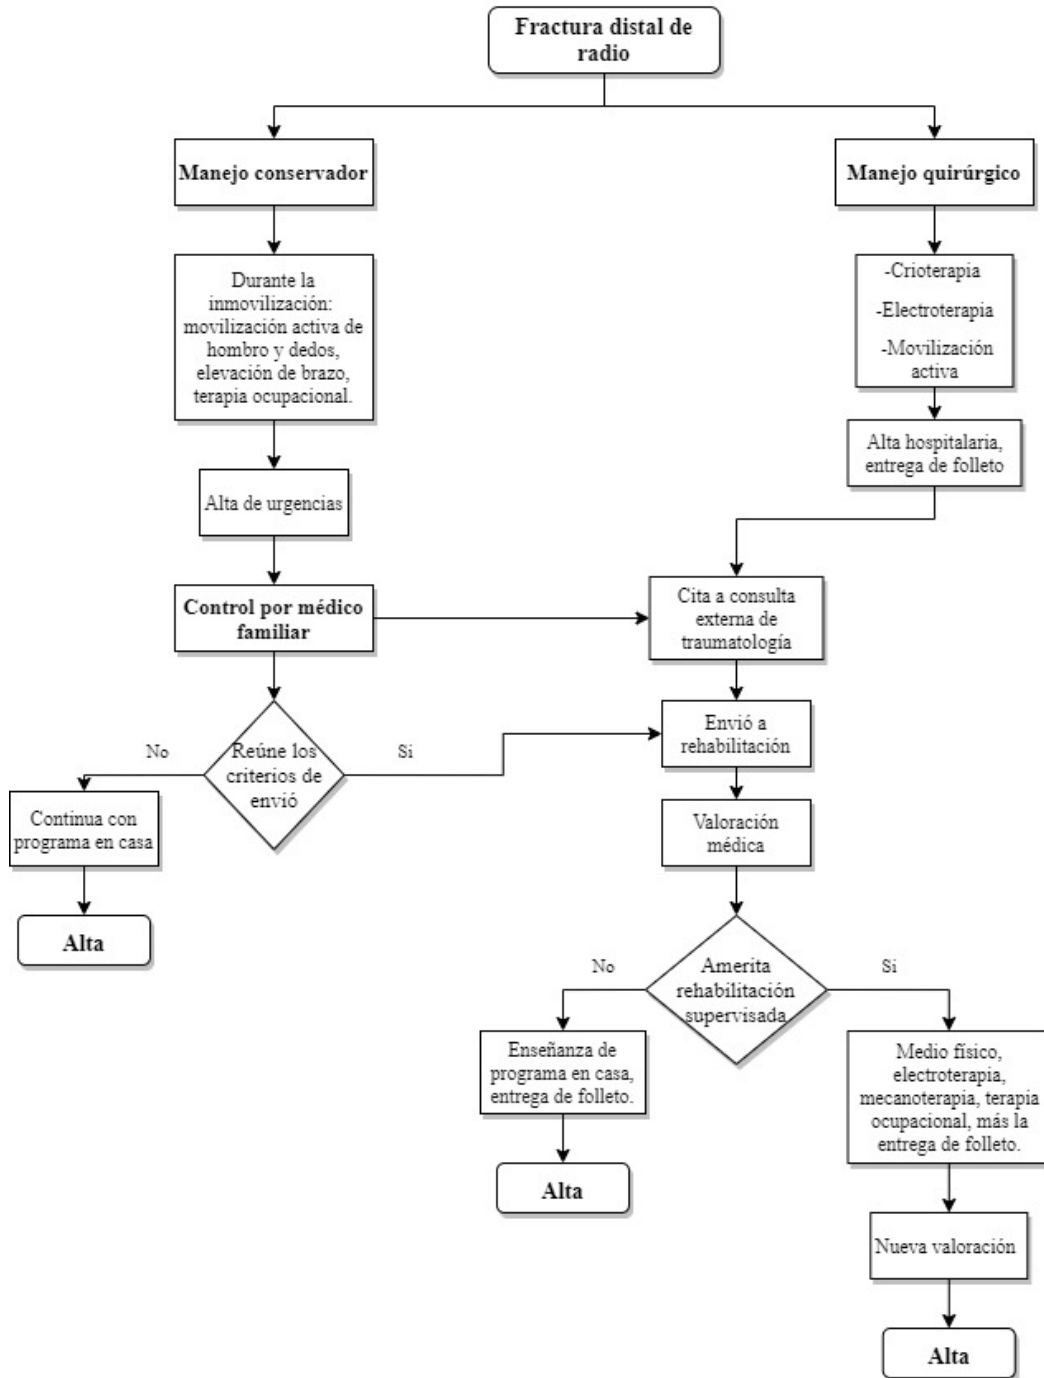 Fractura distal de
radio
Manejo conservador
Manejo quirúrgico
Durante la
inmovilización:
movilización activa de
hombro y dedos,
elevación de brazo,
terapia ocupacional.
-Crioterapia
-Electroterapia
-Movilización
activa
Alta hospitalaria,
entrega de folleto
Alta de urgencias
Control por médico
familiar
Cita a consulta
externa de
traumatología
No
Reúne los
criterios de
envió
Si
Envió a
rehabilitación
Continua con
programa en casa
Valoración
médica
Alta
No
Amerita
rehabilitación
supervisada
Si
Enseñanza de
programa en casa,
entrega de folleto.
Medio físico,
electroterapia,
mecanoterapia, terapia
ocupacional, más la
entrega de folleto.
Alta
Nueva valoración
Alta